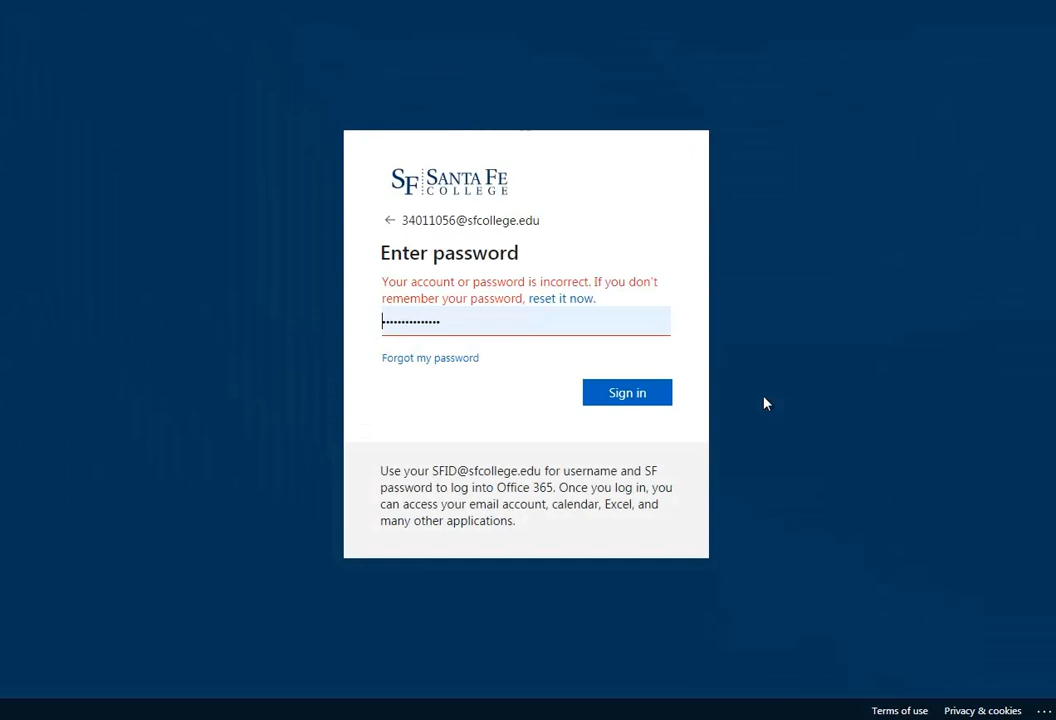 SF SANTA FE
COLLEGE
34011056@sfcollege.edu
Enter password
Your account or password is incorrect. If you don't
remember your password, reset it now.
•••••••••••••••
Forgot my password
Sign in
Use your SFID@sfcollege.edu for username and SF
password to log into Office 365. Once you log in, you
can access your email account, calendar, Excel, and
many other applications.
Terms of use Privacy & cookies ...